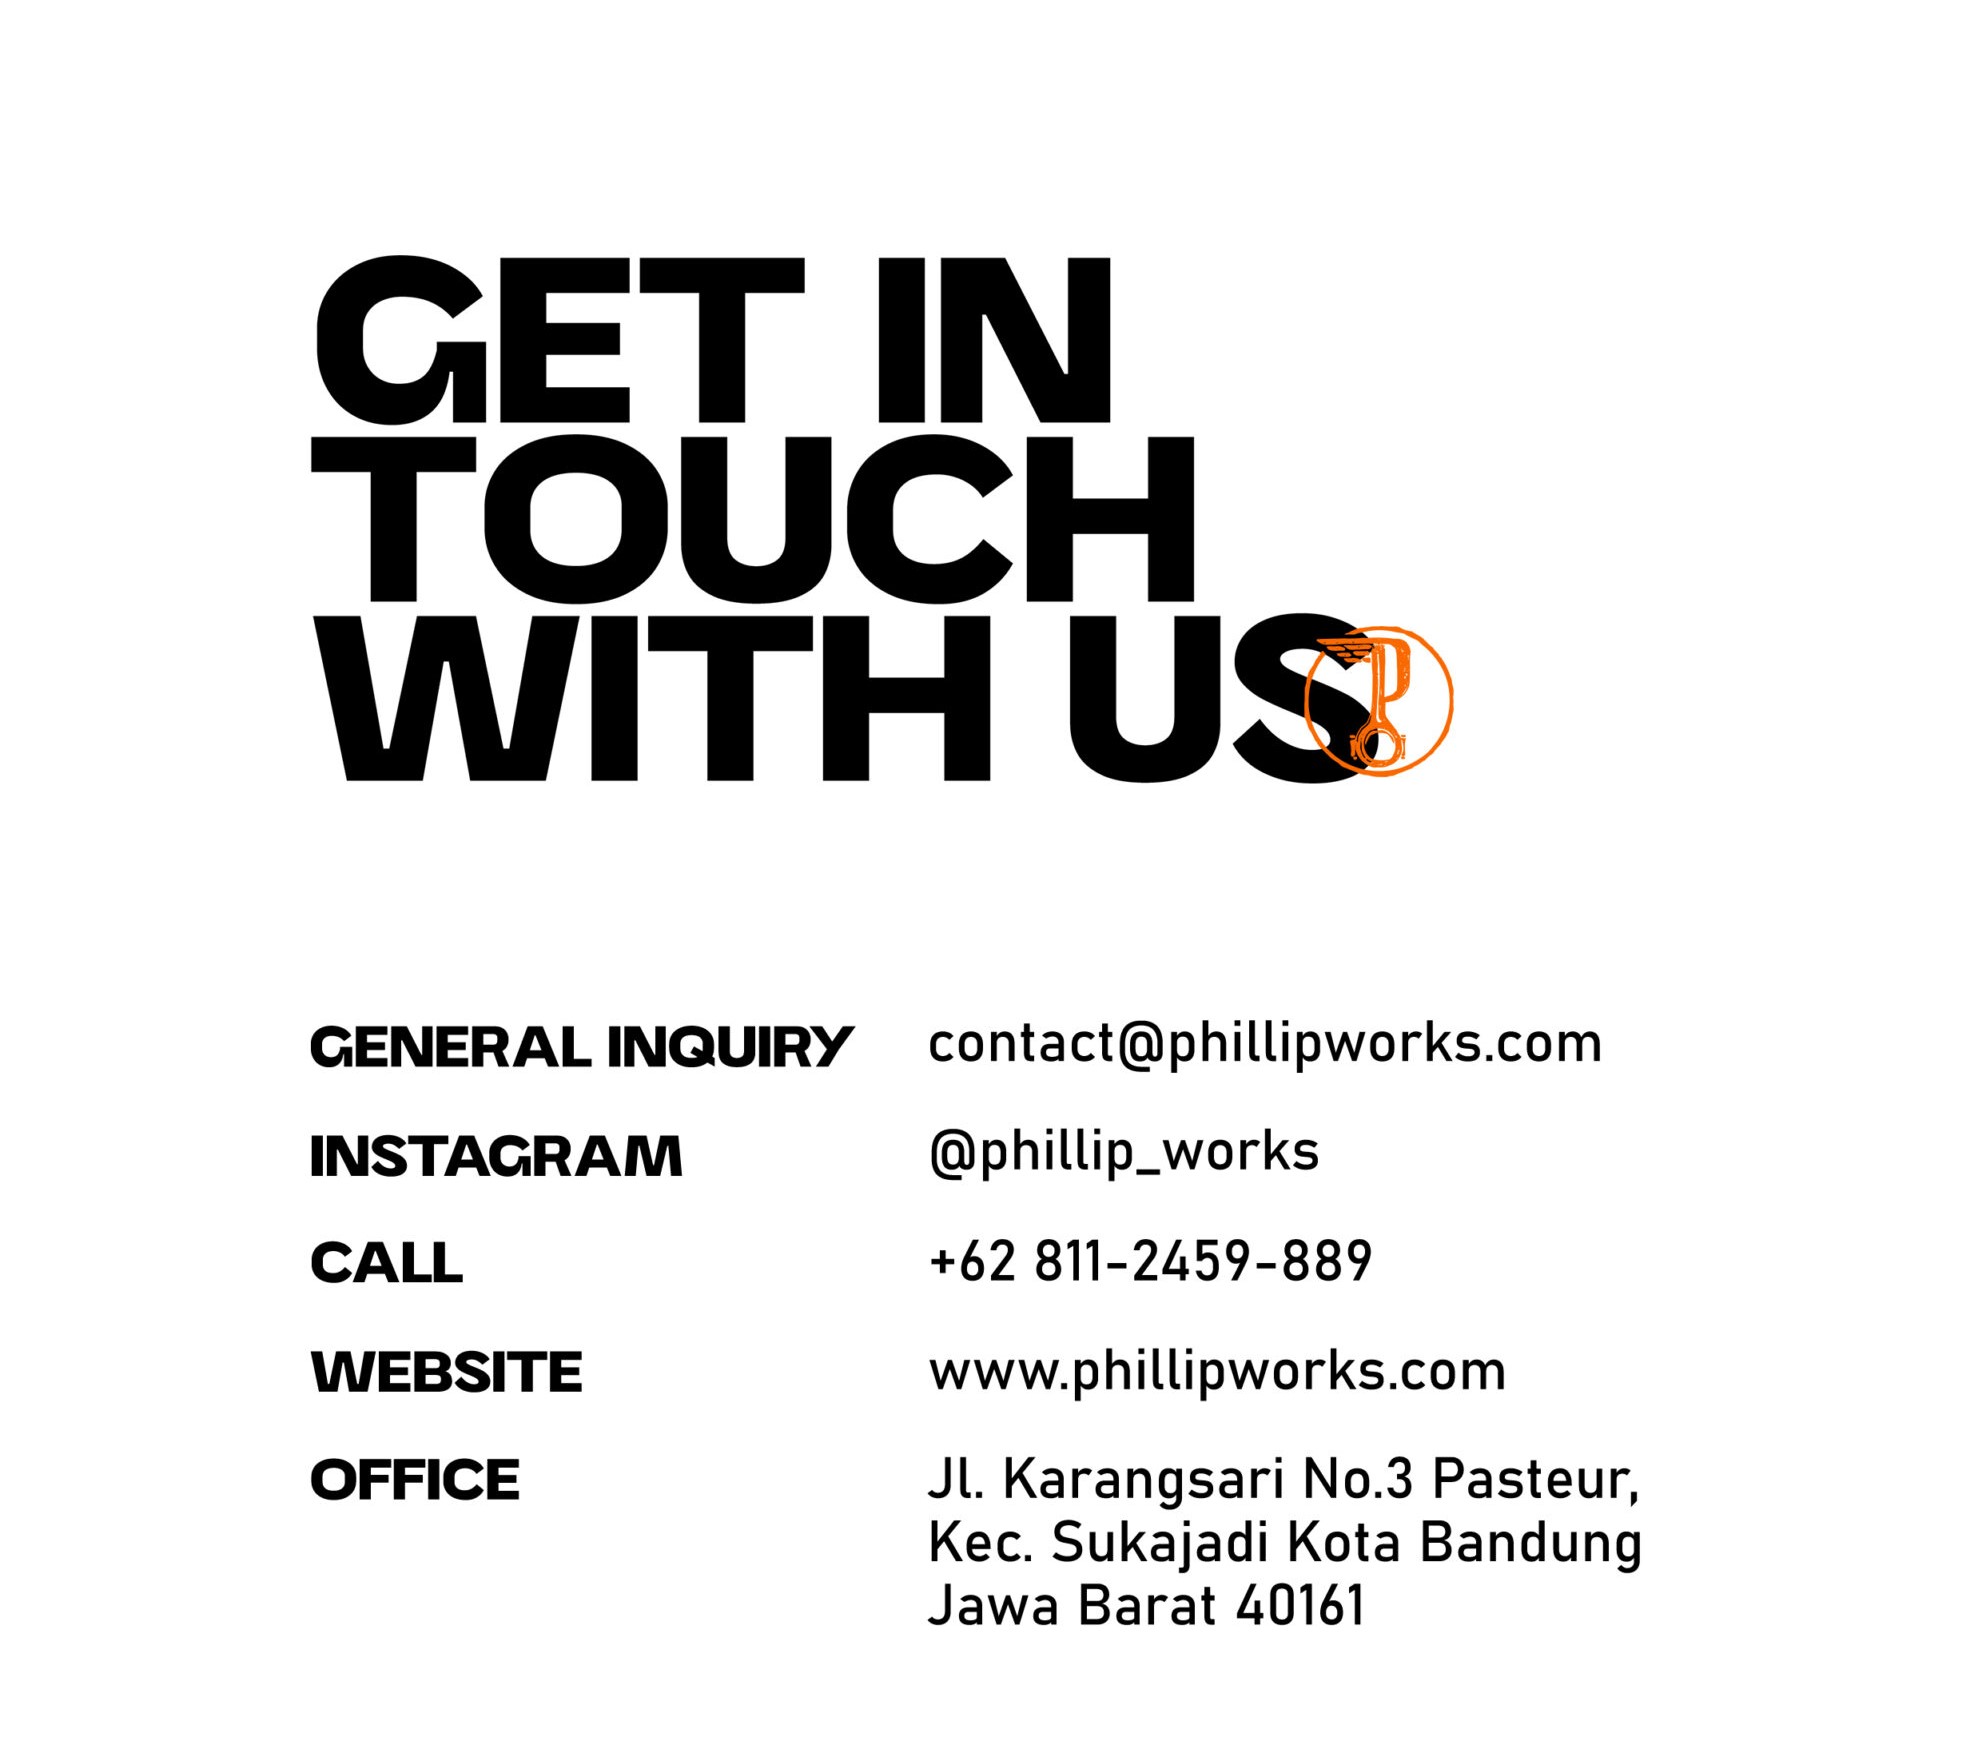 GET IN
TOUCH
WITH US
GENERAL INQUIRY contact@phillipworks.com
INSTAGRAM @phillip_works
CALL +62 811-2459-889
WEBSITE www.phillipworks.com
OFFICE Jl. Karangsari No.3 Pasteur,
Kec. Sukajadi Kota Bandung
Jawa Barat 40161